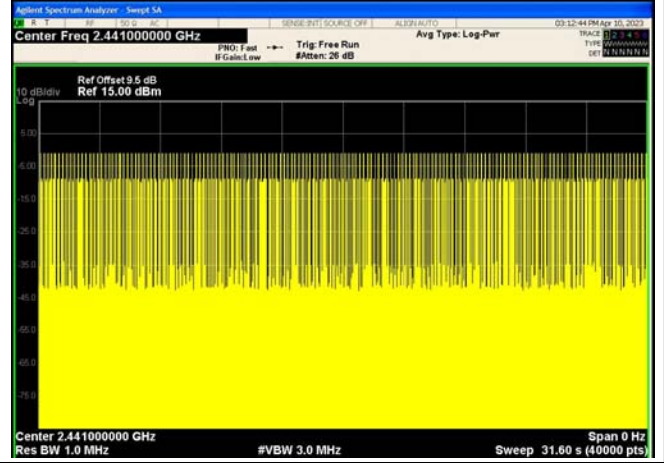 Agilent Spectrum Analyzer - Swept SA
R T RF 50 Ω AC SENSE:INT SOURCE OFF ALIGN AUTO 03:12:44 PM Apr 10, 2023
Center Freq 2.441000000 GHz Avg Type: Log-Pwr TRACE 1 2 3 4 5 6
PNO: Fast Trig: Free Run TYPE
IFGain:Low #Atten: 26 dB DET N N N N N N
Ref Offset 9.5 dB
10 dB/div Ref 15.00 dBm
Log
5.00
-5.00
-15.0
-25.0
-35.0
-45.0
-55.0
-65.0
-75.0
Center 2.441000000 GHz Span 0 Hz
Res BW 1.0 MHz #VBW 3.0 MHz Sweep 31.60 s (40000 pts)